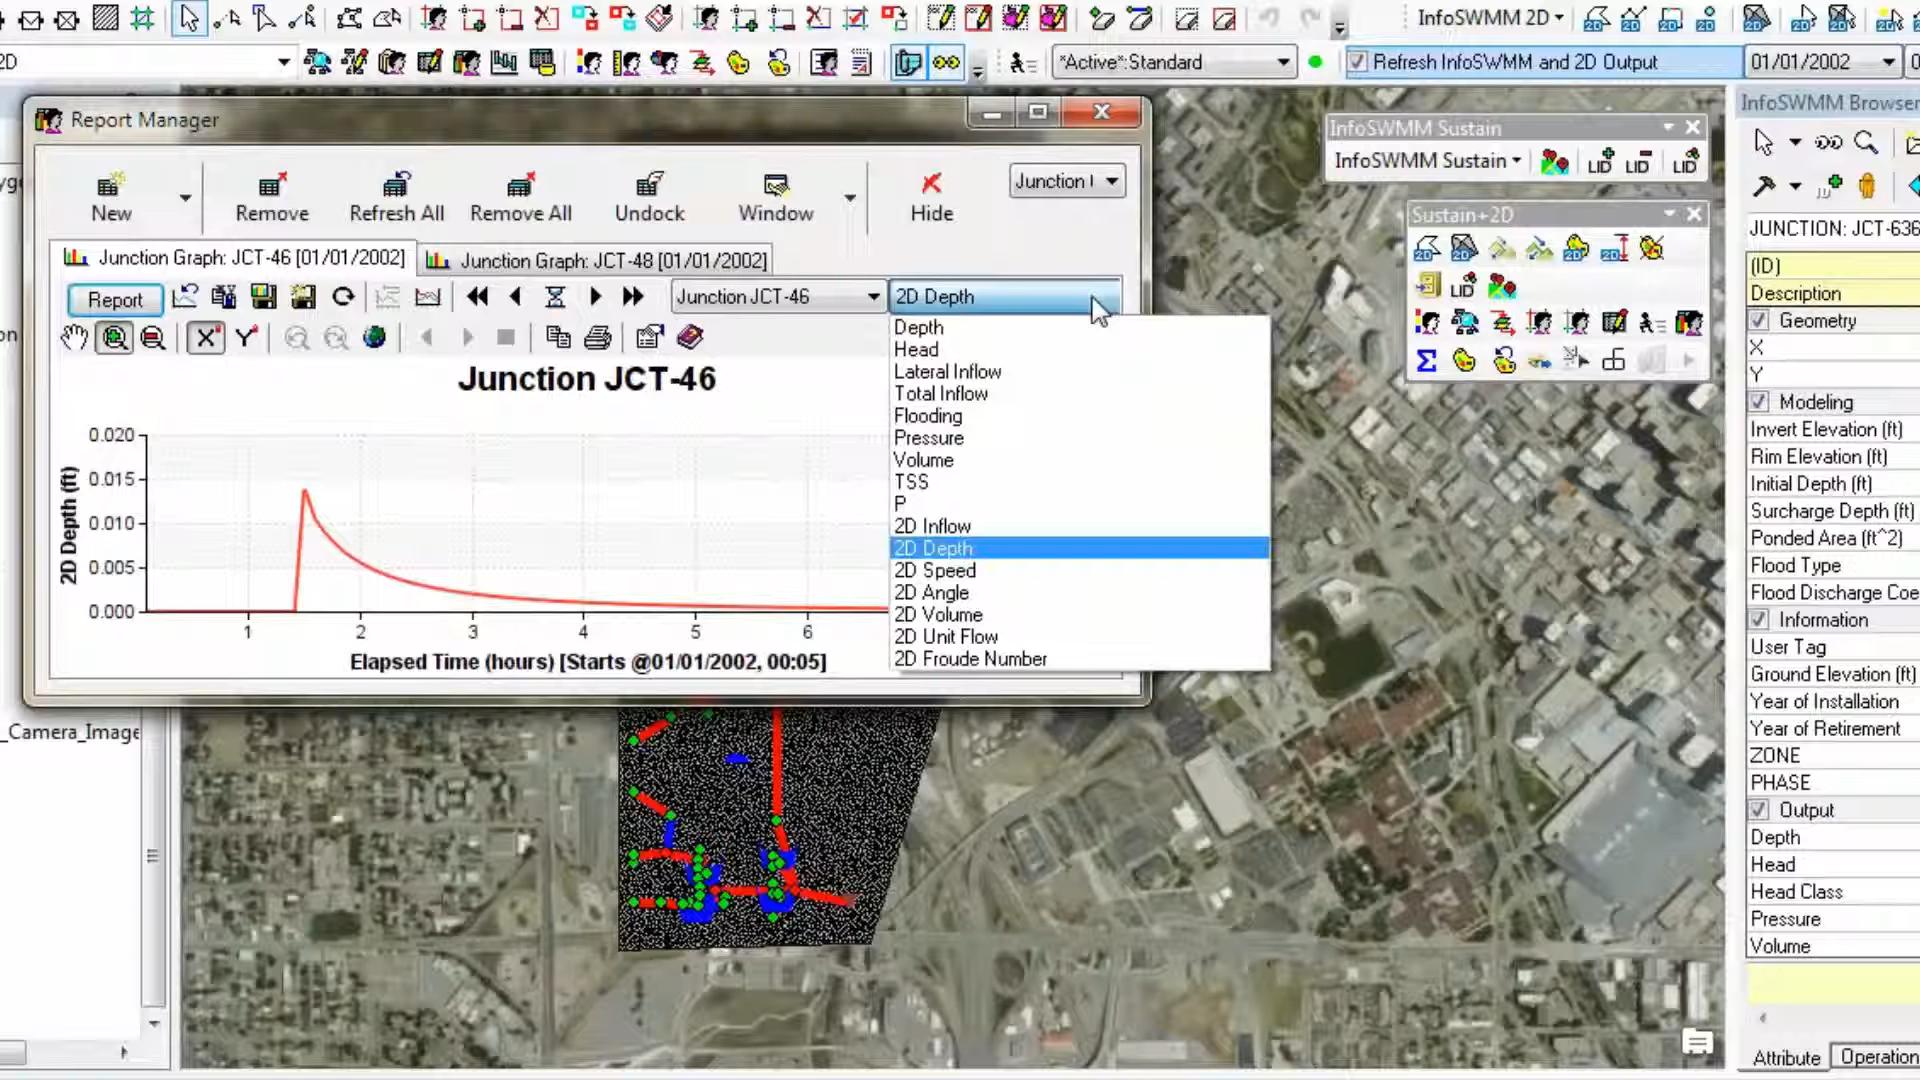 InfoSWMM 2D
2D
*Active*:Standard
Refresh InfoSWMM and 2D Output
01/01/2002
Report Manager
New
Remove
Refresh All
Remove All
Undock
Window
Hide
Junction
Junction Graph: JCT-46 [01/01/2002]
Junction Graph: JCT-48 [01/01/2002]
Report
Junction JCT-46
2D Depth
X
Y
Depth
Head
Lateral Inflow
Total Inflow
Flooding
Pressure
Volume
TSS
P
2D Inflow
2D Depth
2D Speed
2D Angle
2D Volume
2D Unit Flow
2D Froude Number
Junction JCT-46
2D Depth (ft)
0.020
0.015
0.010
0.005
0.000
1 2 3 4 5 6
Elapsed Time (hours) [Starts @01/01/2002, 00:05]
_Camera_Image
InfoSWMM Sustain
InfoSWMM Sustain
LID LID LID
Sustain+2D
2D 2D 2D 2D
LID
InfoSWMM Browser
JUNCTION: JCT-636
(ID)
Description
Geometry
X
Y
Modeling
Invert Elevation (ft)
Rim Elevation (ft)
Initial Depth (ft)
Surcharge Depth (ft)
Ponded Area (ft^2)
Flood Type
Flood Discharge Coe
Information
User Tag
Ground Elevation (ft)
Year of Installation
Year of Retirement
ZONE
PHASE
Output
Depth
Head
Head Class
Pressure
Volume
Attribute
Operation